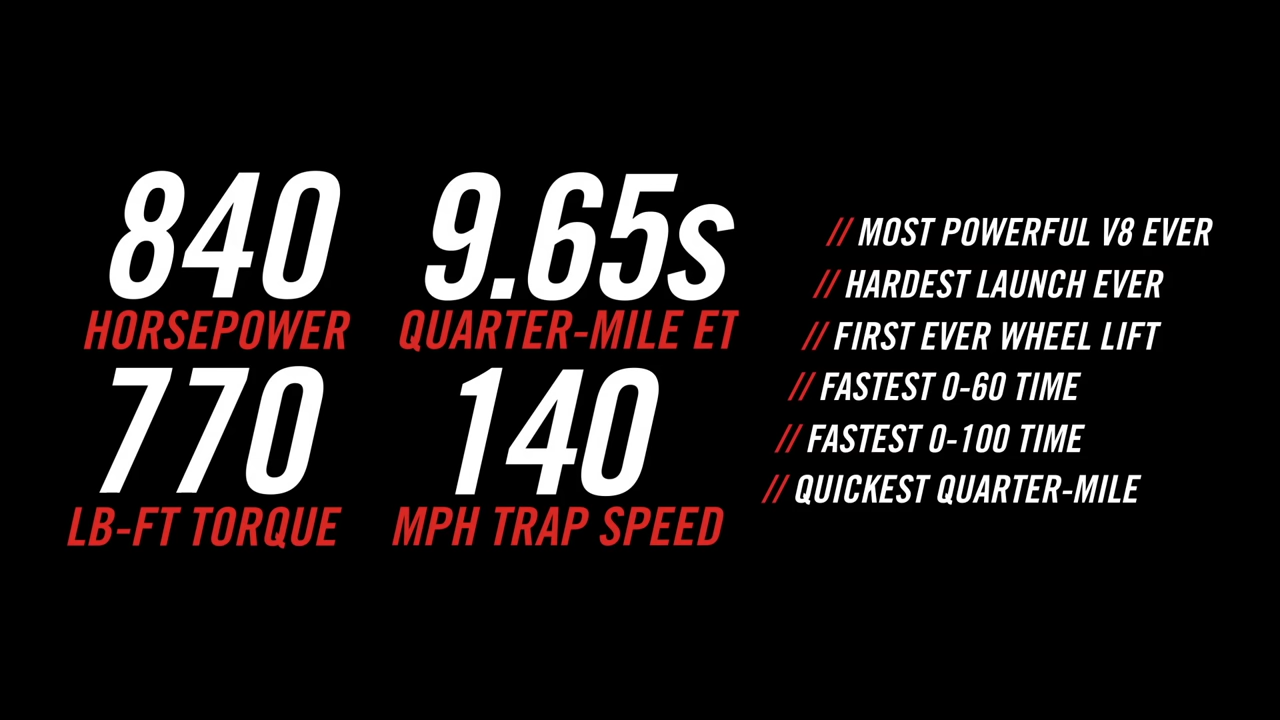 840
HORSEPOWER
770
LB-FT TORQUE
9.65s
QUARTER-MILE ET
140
MPH TRAP SPEED
// MOST POWERFUL V8 EVER
// HARDEST LAUNCH EVER
// FIRST EVER WHEEL LIFT
// FASTEST 0-60 TIME
// FASTEST 0-100 TIME
// QUICKEST QUARTER-MILE